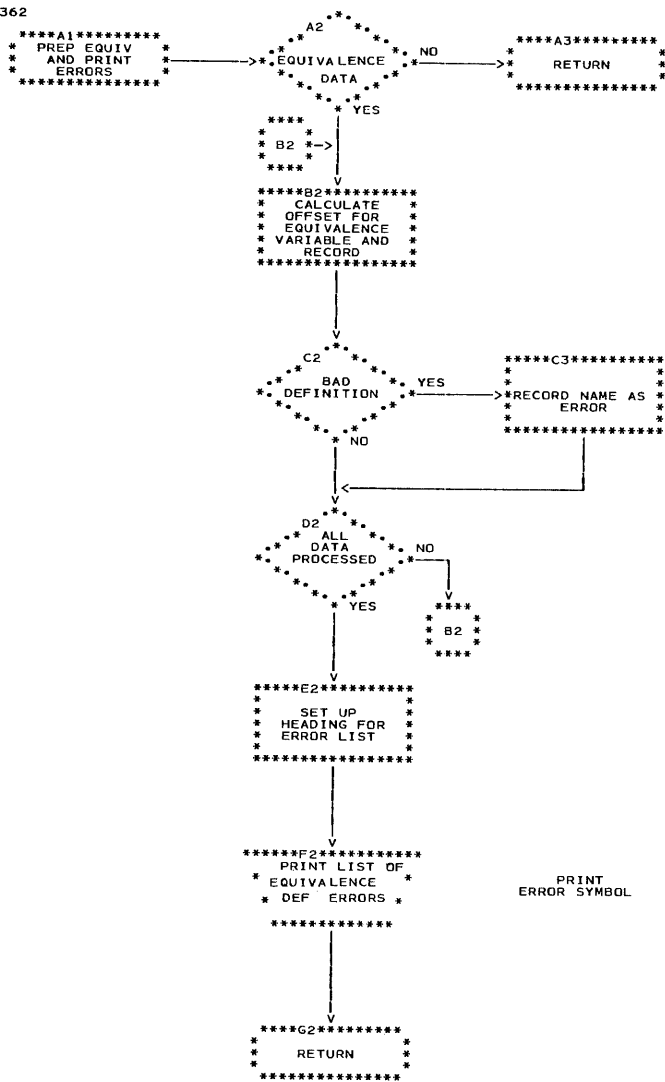 362
A1
PREP EQUIV
AND PRINT
ERRORS
A2
EQUIVALENCE
DATA
NO
YES
A3
RETURN
B2
B2
CALCULATE
OFFSET FOR
EQUIVALENCE
VARIABLE AND
RECORD
C2
BAD
DEFINITION
YES
NO
C3
RECORD NAME AS
ERROR
D2
ALL
DATA
PROCESSED
NO
YES
B2
E2
SET UP
HEADING FOR
ERROR LIST
F2
PRINT LIST OF
EQUIVALENCE
DEF ERRORS
PRINT
ERROR SYMBOL
G2
RETURN